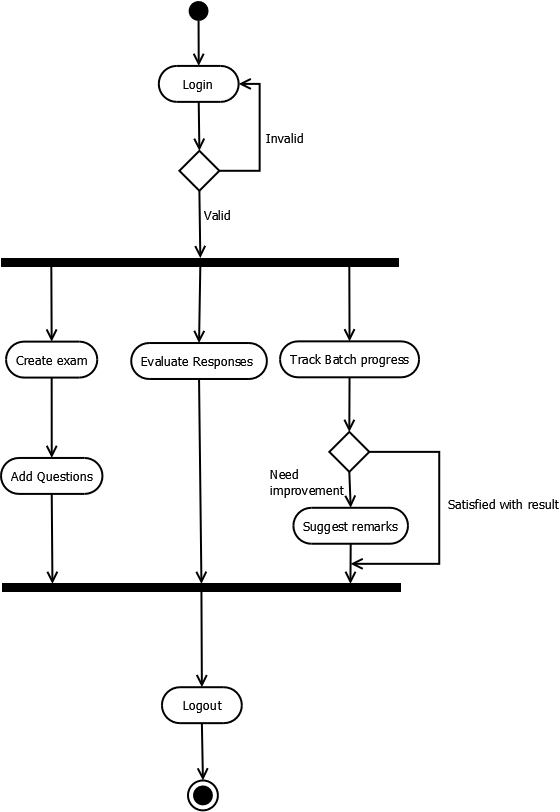 Login
Invalid
Valid
Create exam
Evaluate Responses
Track Batch progress
Add Questions
Need
improvement
Satisfied with result
Suggest remarks
Logout